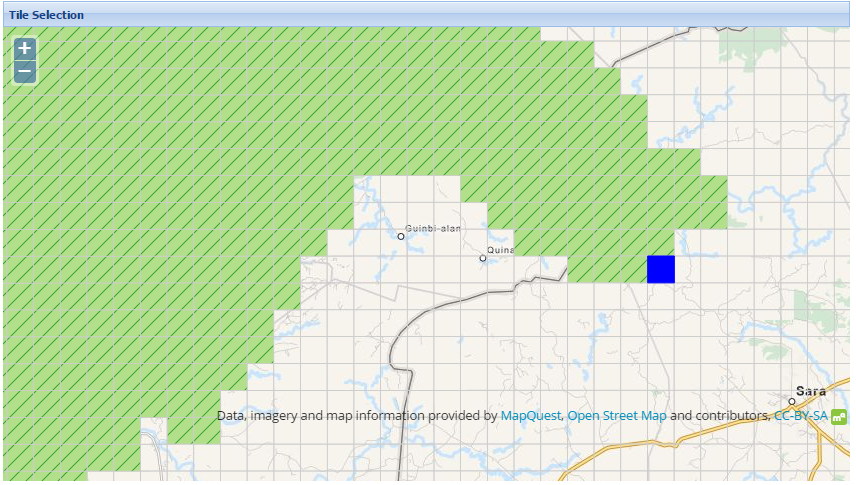 Tile Selection
+
−
Guinbi-alan
Quina
Sara
Data, imagery and map information provided by MapQuest, Open Street Map and contributors, CC-BY-SA